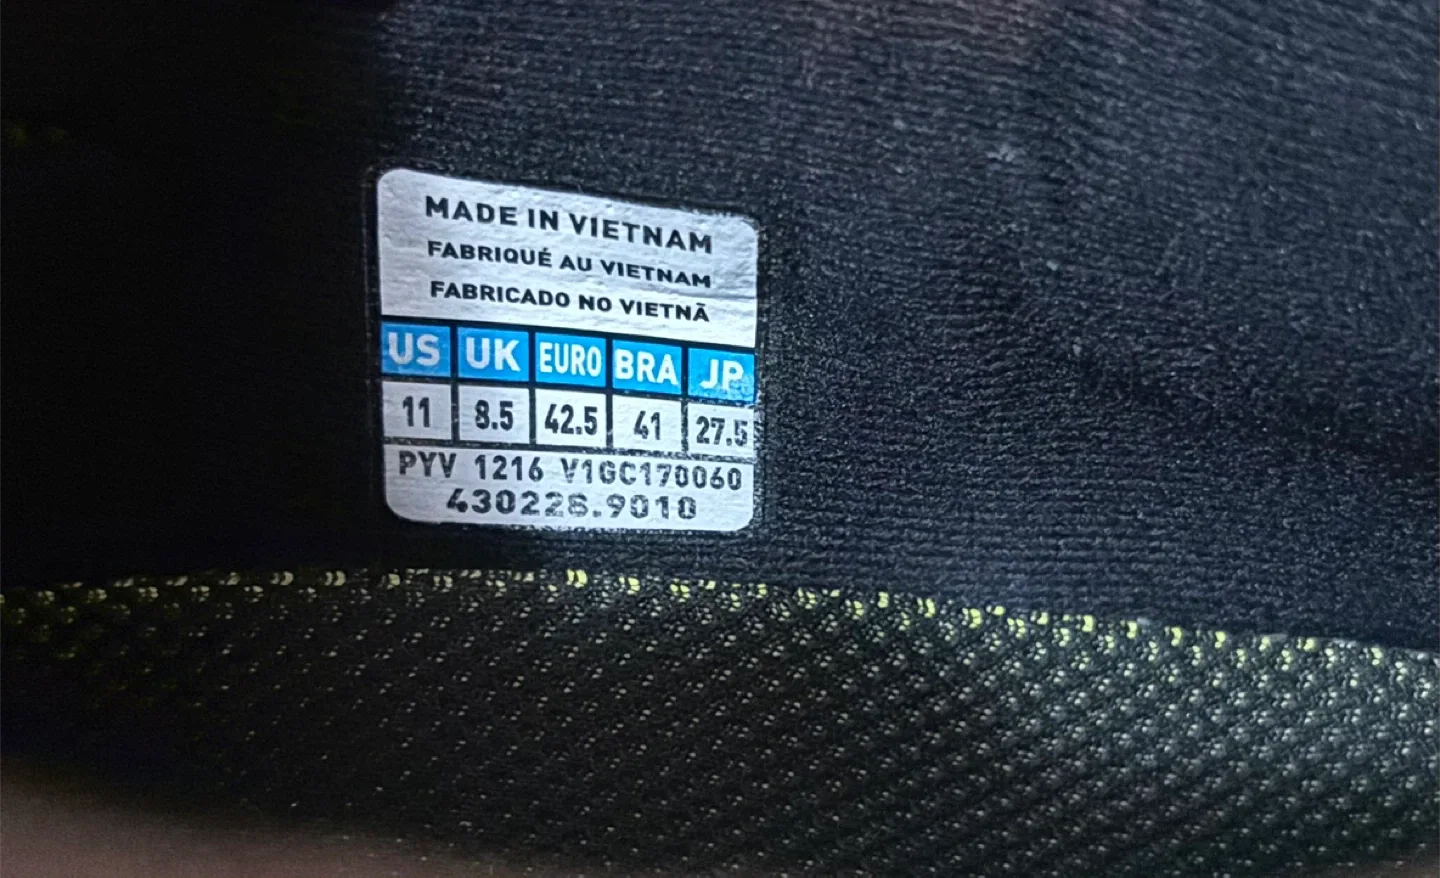 MADE IN VIETNAM
FABRIQUÉ AU VIETNAM
FABRICADO NO VIETNÃ
US UK EURO BRA JP
11 8.5 42.5 41 27.5
PYV 1216 V1GC170060
430228.9010